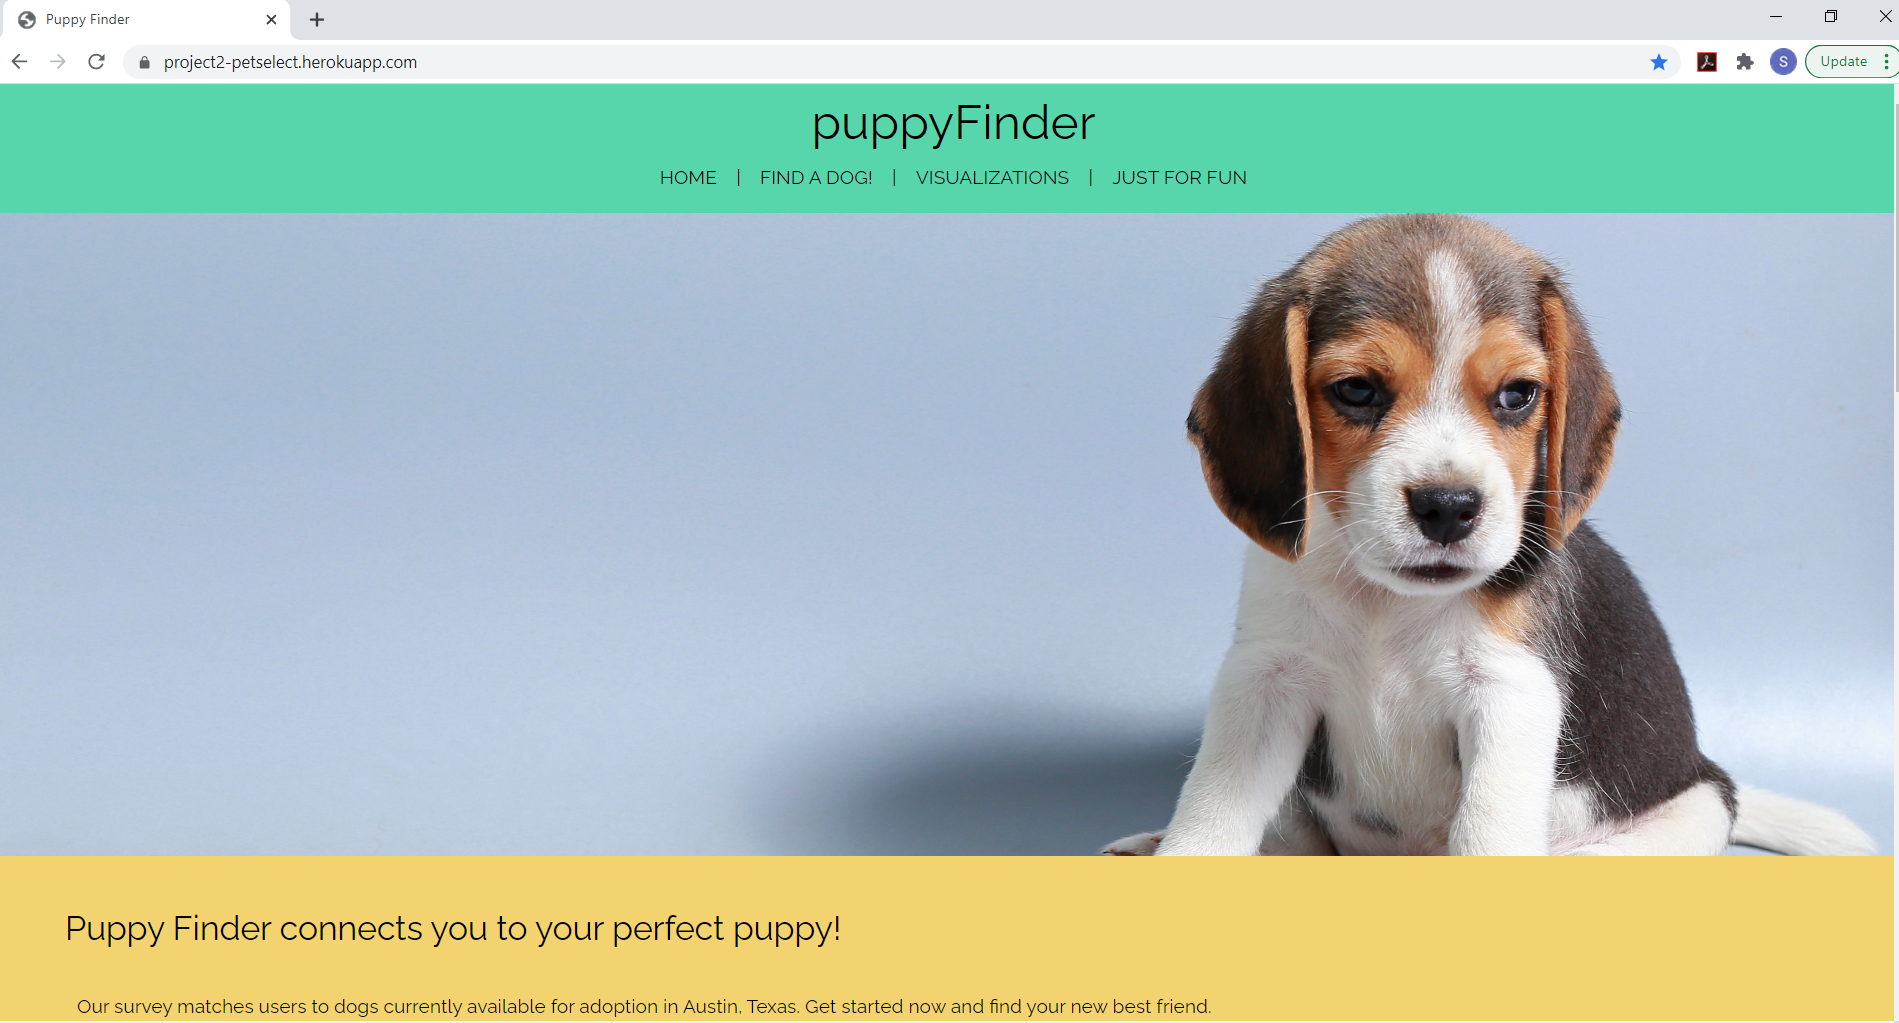 Puppy Finder
project2-petselect.herokuapp.com
S
Update
puppyFinder
HOME | FIND A DOG! | VISUALIZATIONS | JUST FOR FUN
Puppy Finder connects you to your perfect puppy!
Our survey matches users to dogs currently available for adoption in Austin, Texas. Get started now and find your new best friend.